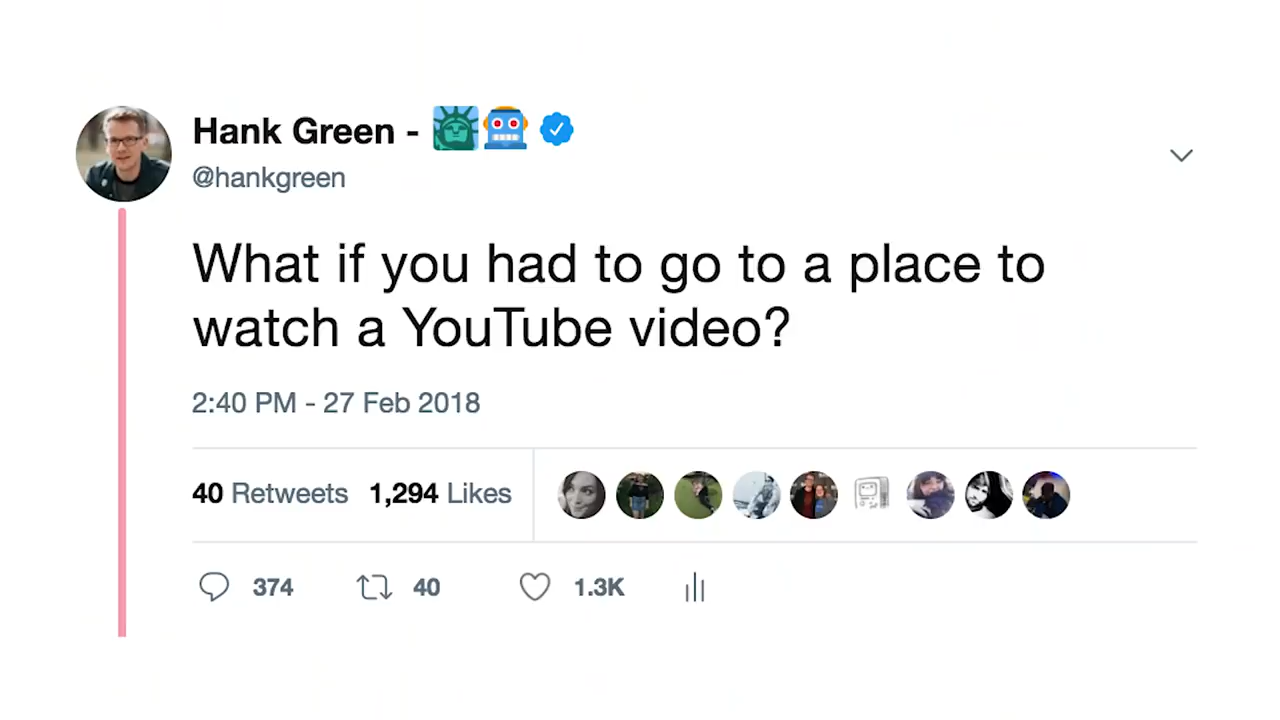 Hank Green - 🗽🤖
@hankgreen
What if you had to go to a place to
watch a YouTube video?
2:40 PM - 27 Feb 2018
40 Retweets 1,294 Likes
374 40 1.3K